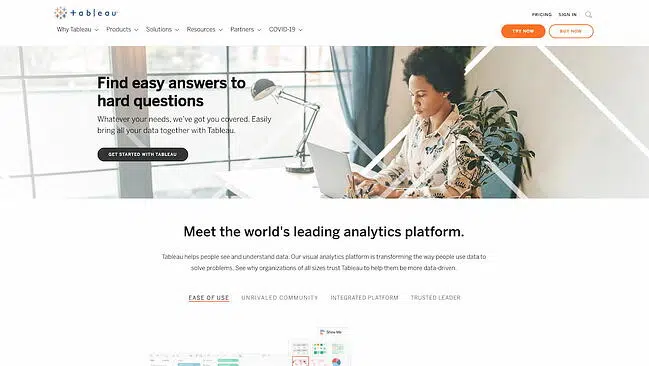 +ableau
PRICING SIGN IN
Why Tableau Products Solutions Resources Partners COVID-19
TRY NOW BUY NOW
Find easy answers to
hard questions
Whatever your needs, we've got you covered. Easily
bring all your data together with Tableau.
GET STARTED WITH TABLEAU
Meet the world's leading analytics platform.
Tableau helps people see and understand data. Our visual analytics platform is transforming the way people use data to
solve problems. See why organizations of all sizes trust Tableau to help them be more data-driven.
EASE OF USE UNRIVALED COMMUNITY INTEGRATED PLATFORM TRUSTED LEADER
Show Me